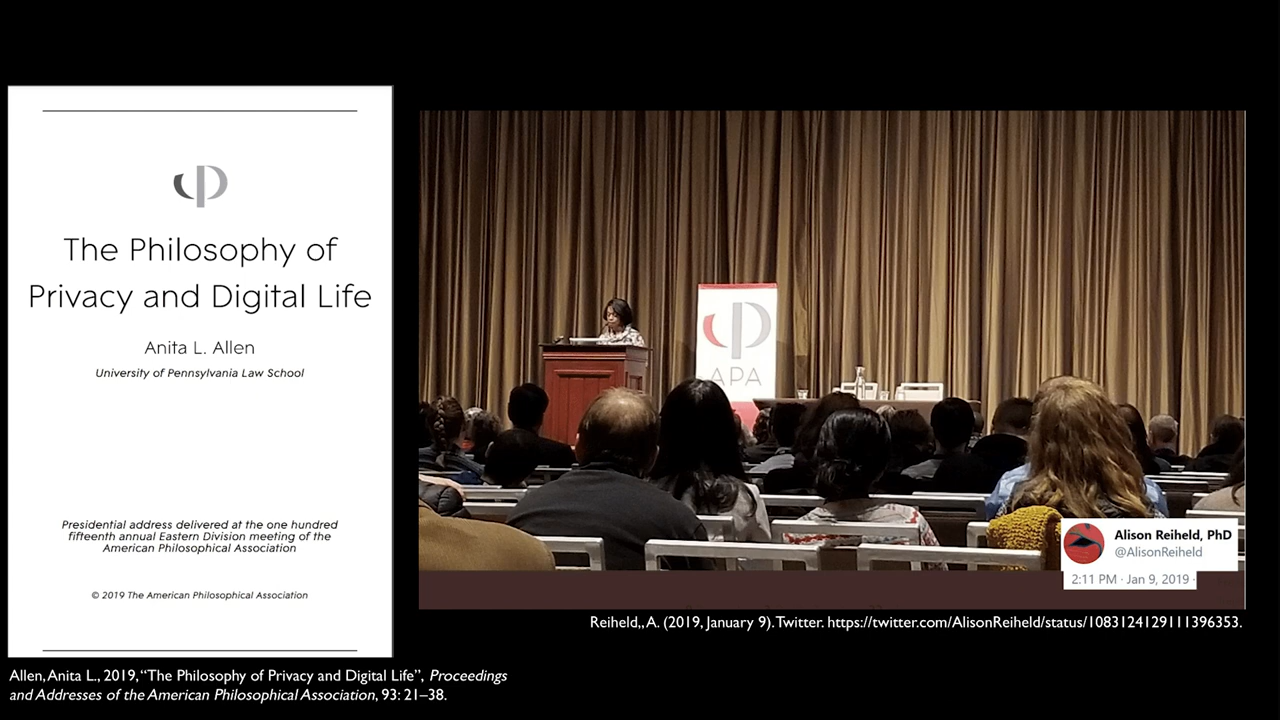 The Philosophy of
Privacy and Digital Life
Anita L. Allen
University of Pennsylvania Law School
Presidential address delivered at the one hundred
fifteenth annual Eastern Division meeting of the
American Philosophical Association
© 2019 The American Philosophical Association
Allen, Anita L., 2019, “The Philosophy of Privacy and Digital Life”, Proceedings
and Addresses of the American Philosophical Association, 93: 21–38.
APA
Alison Reiheld, PhD
@AlisonReiheld
2:11 PM · Jan 9, 2019 ·
Reiheld,, A. (2019, January 9). Twitter. https://twitter.com/AlisonReiheld/status/1083124129111396353.